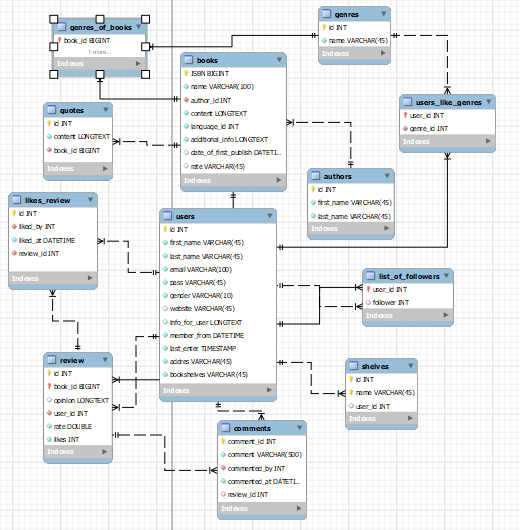 genres_of_books
book_id BIGINT
1 more...
Indexes
genres
id INT
name VARCHAR(45)
Indexes
books
ISBN BIGINT
name VARCHAR(100)
author_id INT
content LONGTEXT
language_id INT
additional_info LONGTEXT
date_of_first_publish DATETI...
rate VARCHAR(45)
Indexes
users_like_genres
user_id INT
genre_id INT
Indexes
quotes
id INT
content LONGTEXT
book_id BIGINT
Indexes
authors
id INT
first_name VARCHAR(45)
last_name VARCHAR(45)
Indexes
likes_review
id INT
liked_by INT
liked_at DATETIME
review_id INT
Indexes
users
id INT
first_name VARCHAR(45)
last_name VARCHAR(45)
email VARCHAR(100)
pass VARCHAR(45)
gender VARCHAR(10)
website VARCHAR(45)
info_for_user LONGTEXT
member_from DATETIME
last_enter TIMESTAMP
addres VARCHAR(45)
bookshelves VARCHAR(45)
Indexes
list_of_followers
user_id INT
follower INT
Indexes
review
id INT
book_id BIGINT
opinion LONGTEXT
user_id INT
rate DOUBLE
likes INT
Indexes
shelves
id INT
name VARCHAR(45)
user_id INT
Indexes
comments
comment_id INT
comment VARCHAR(500)
commented_by INT
commented_at DATETI...
review_id INT
Indexes